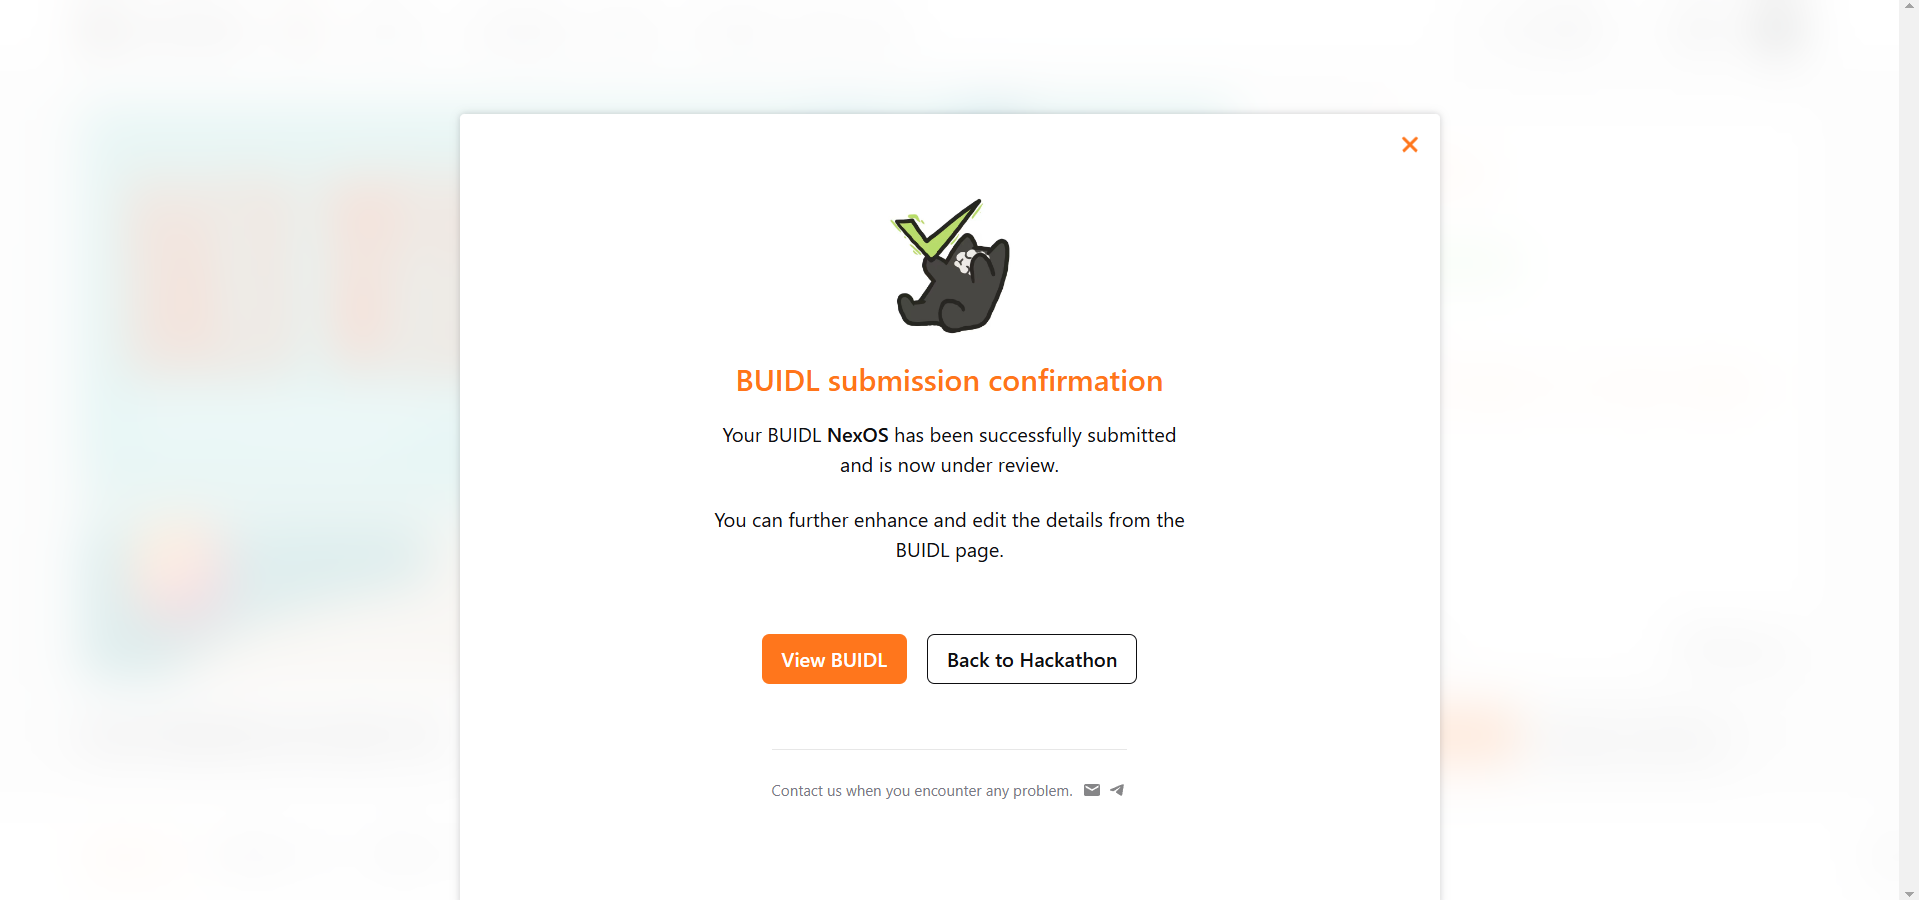 BUIDL submission confirmation
Your BUIDL NexOS has been successfully submitted
and is now under review.
You can further enhance and edit the details from the
BUIDL page.
View BUIDL
Back to Hackathon
Contact us when you encounter any problem.